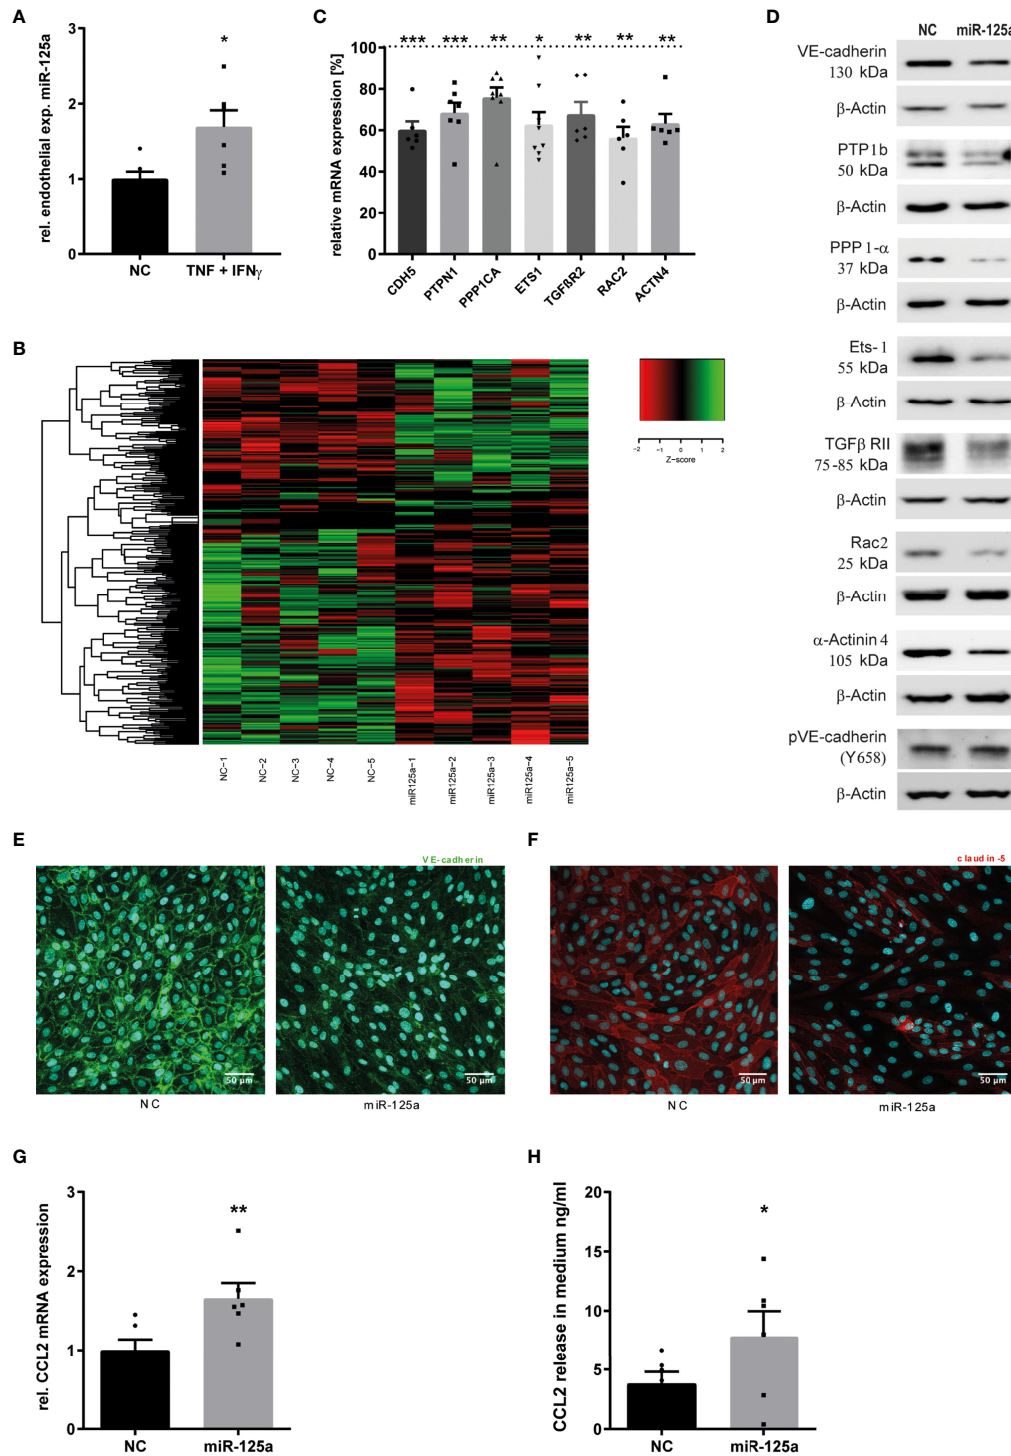 A
rel. endothelial exp. miR-125a
3
2
1
0
*
NC
TNF + IFNγ
C
relative mRNA expression [%]
100
80
60
40
20
0
*** *** ** * ** ** **
CDH5
PTPN1
PPP1CA
ETS1
TGFßR2
RAC2
ACTN4
D
NC miR-125a
VE-cadherin
130 kDa
β-Actin
PTP1b
50 kDa
β-Actin
PPP 1-α
37 kDa
β-Actin
Ets-1
55 kDa
β-Actin
TGFβ RII
75-85 kDa
β-Actin
Rac2
25 kDa
β-Actin
α-Actinin 4
105 kDa
β-Actin
pVE-cadherin
(Y658)
β-Actin
B
−2 −1 0 1 2
Z−score
NC−1
NC−2
NC−3
NC−4
NC−5
miR125a−1
miR125a−2
miR125a−3
miR125a−4
miR125a−5
E
VE-cadherin
50 μm
50 μm
NC
miR-125a
F
claudin-5
50 μm
50 μm
NC
miR-125a
G
rel. CCL2 mRNA expression
3
2
1
0
**
NC
miR-125a
H
CCL2 release in medium ng/ml
20
15
10
5
0
*
NC
miR-125a